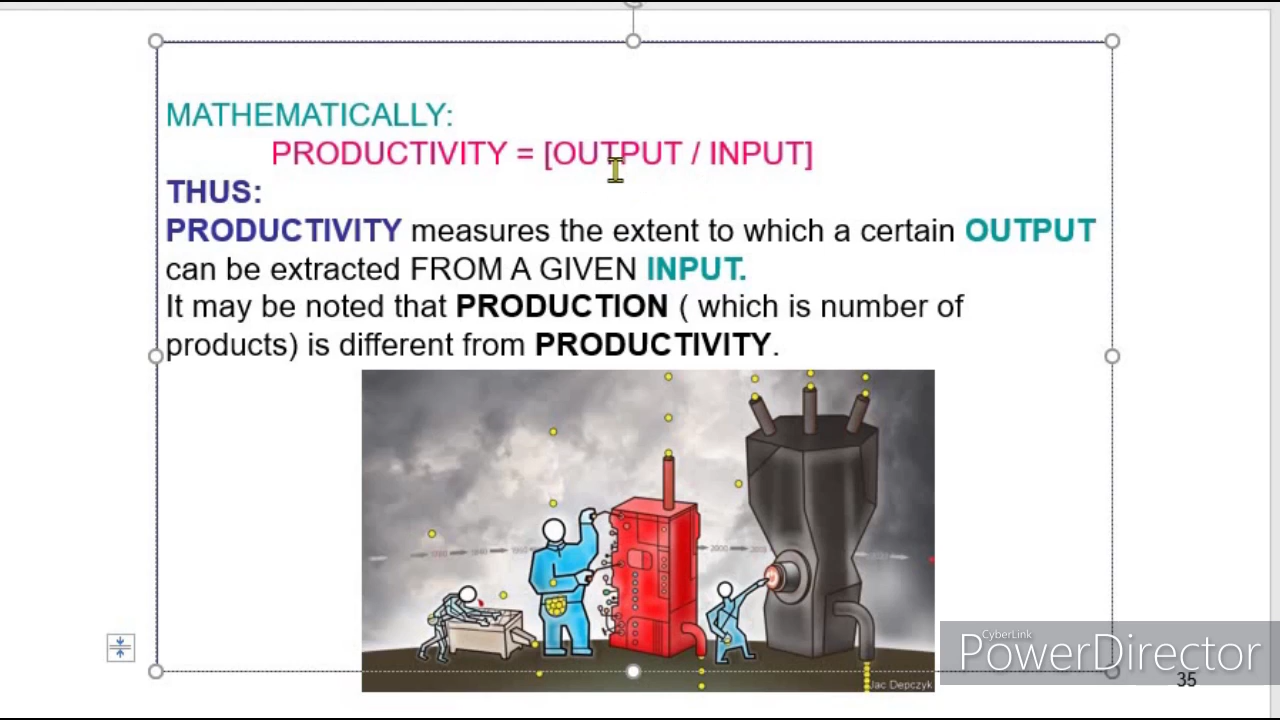 MATHEMATICALLY:
PRODUCTIVITY = [OUTPUT / INPUT]
THUS:
PRODUCTIVITY measures the extent to which a certain OUTPUT
can be extracted FROM A GIVEN INPUT.
It may be noted that PRODUCTION ( which is number of
products) is different from PRODUCTIVITY.
2000
Jac Depczyk
CyberLink
PowerDirector
35